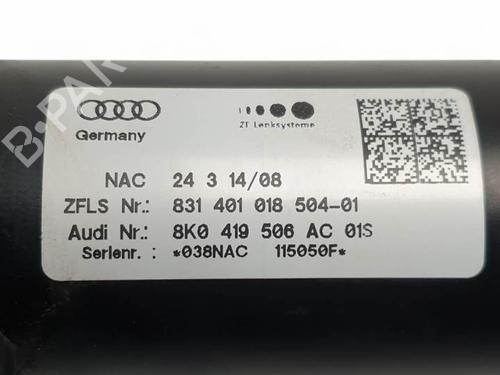 B-PARTS
Germany
ZF Lenksysteme
NAC 24 3 14/08
ZFLS Nr.: 831 401 018 504-01
Audi Nr.: 8K0 419 506 AC 01S
Serienr.: *038NAC 115050F*